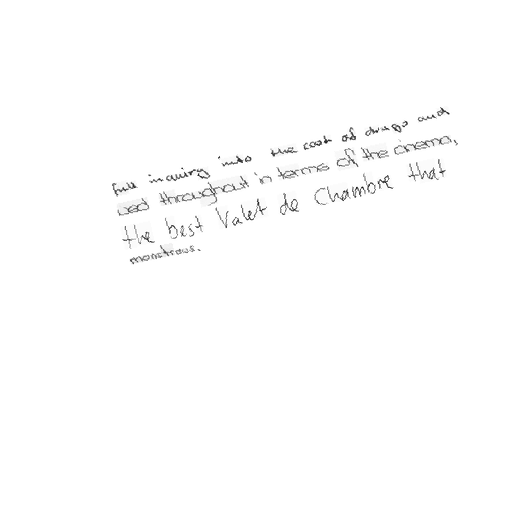 full inquiry into the cost of drugs and
used throughout in terms of the cinema,
the best Valet de Chambre that
monstrous.